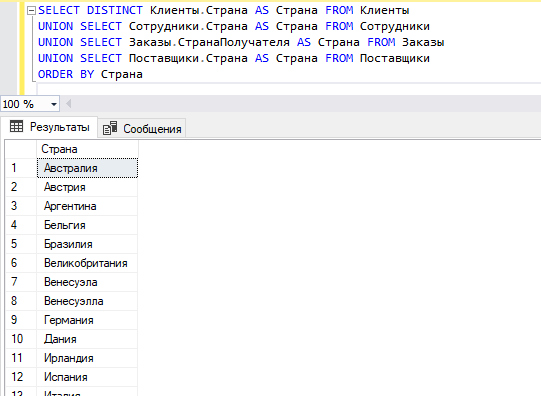 SELECT DISTINCT Клиенты.Страна AS Страна FROM Клиенты
UNION SELECT Сотрудники.Страна AS Страна FROM Сотрудники
UNION SELECT Заказы.СтранаПолучателя AS Страна FROM Заказы
UNION SELECT Поставщики.Страна AS Страна FROM Поставщики
ORDER BY Страна
100 %
Результаты Сообщения
Страна
1 Австралия
2 Австрия
3 Аргентина
4 Бельгия
5 Бразилия
6 Великобритания
7 Венесуэла
8 Венесуэлла
9 Германия
10 Дания
11 Ирландия
12 Испания
13 Италия